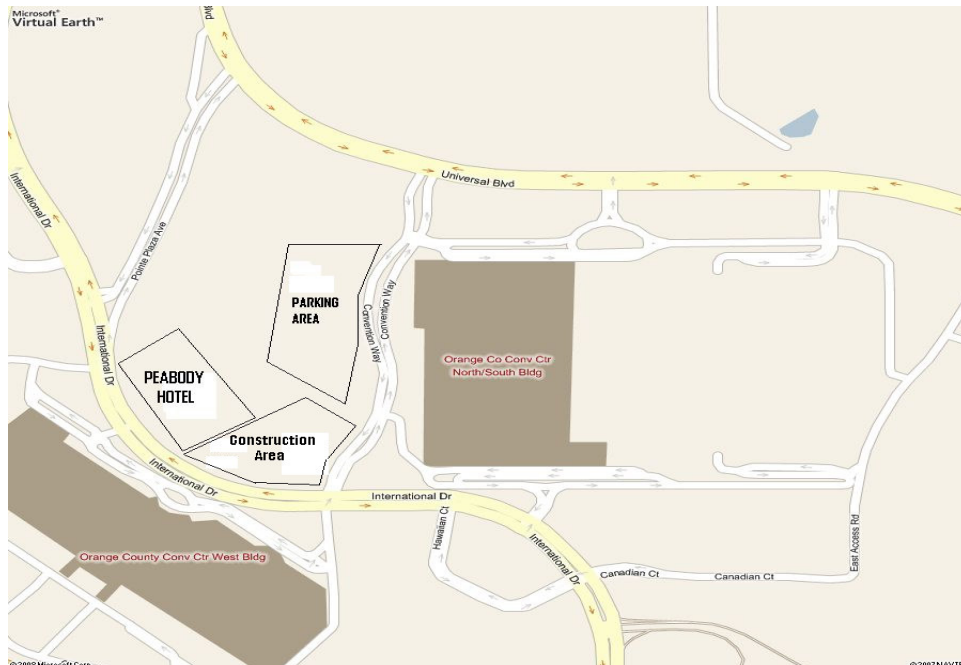 Microsoft®
Virtual Earth™
Blvd
International Dr
Universal Blvd
Pointe Plaza Ave
PARKING
AREA
Convention Way
Convention Way
International Dr
Orange Co Conv Ctr
North/South Bldg
PEABODY
HOTEL
Construction
Area
International Dr
International Dr
Hawaiian Ct
International Dr
East Access Rd
Orange County Conv Ctr West Bldg
Canadian Ct
Canadian Ct